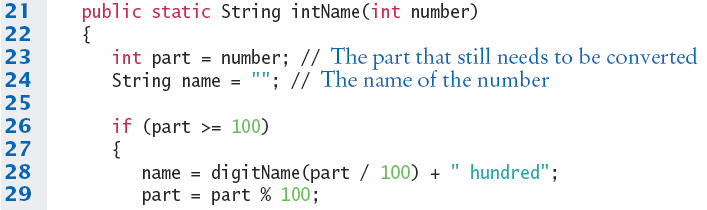 21 public static String intName(int number)
22 {
23 int part = number; // The part that still needs to be converted
24 String name = ""; // The name of the number
25
26 if (part >= 100)
27 {
28 name = digitName(part / 100) + " hundred";
29 part = part % 100;